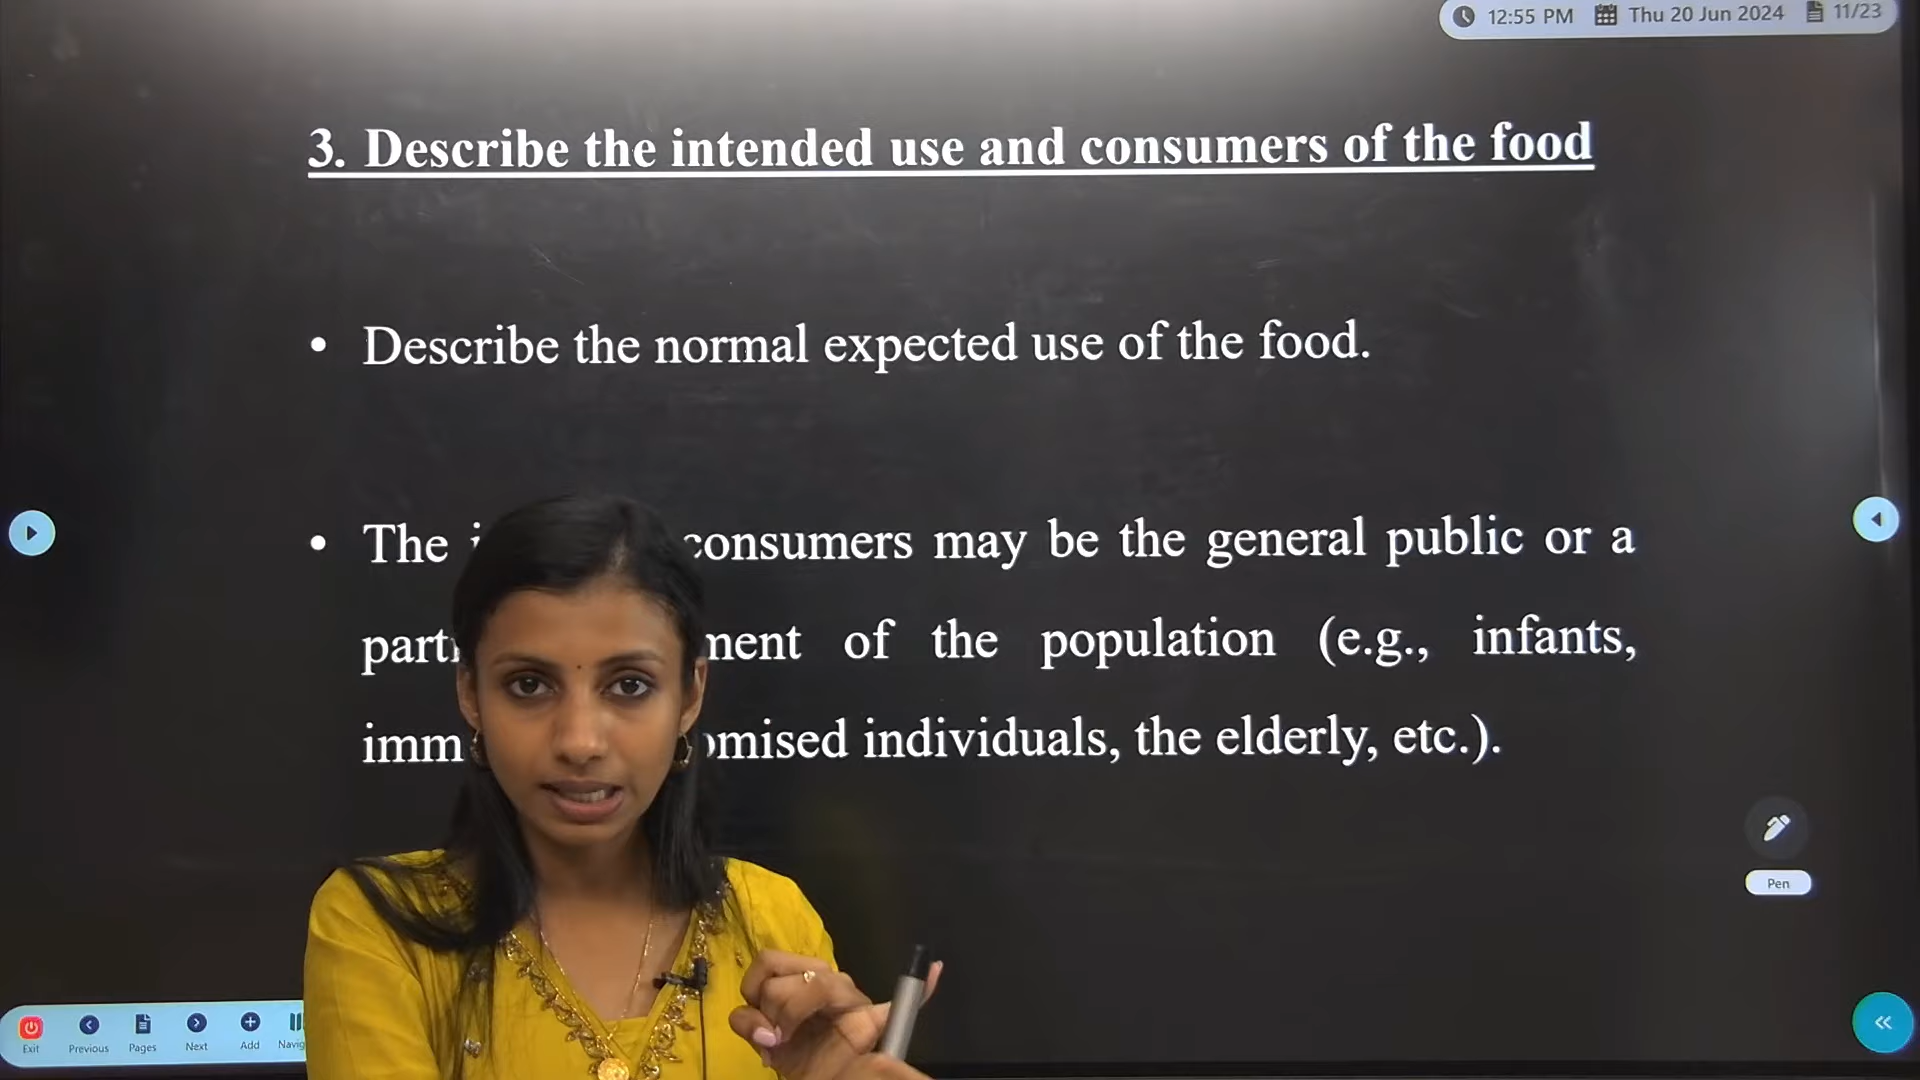 12:55 PM Thu 20 Jun 2024 11/23
3. Describe the intended use and consumers of the food
• Describe the normal expected use of the food.
• The consumers may be the general public or a
of the population (e.g., infants,
individuals, the elderly, etc.).
Pen
Exit Previous Pages Next Add